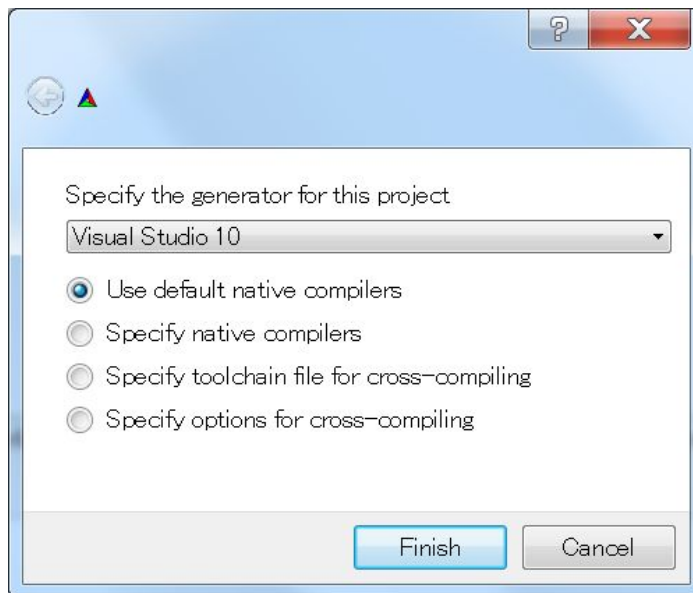 Specify the generator for this project
Visual Studio 10
Use default native compilers
Specify native compilers
Specify toolchain file for cross-compiling
Specify options for cross-compiling
Finish
Cancel